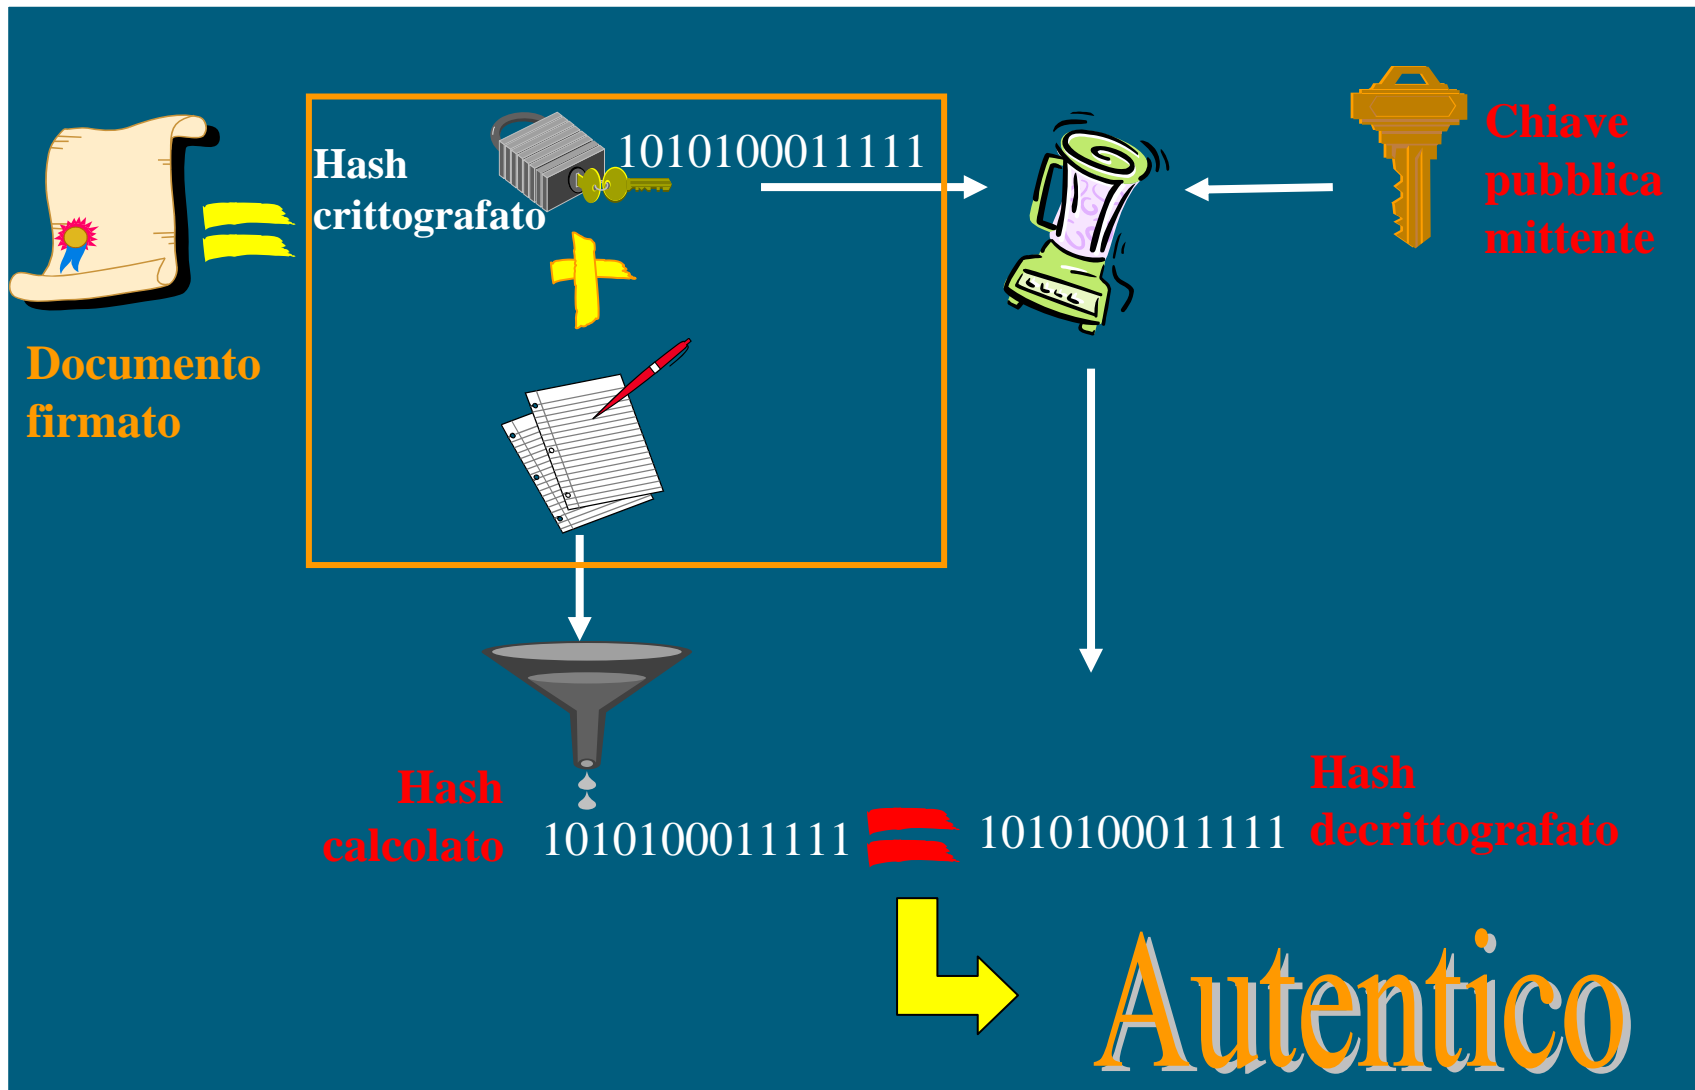 Hash
crittografato
1010100011111
Chiave
pubblica
mittente
Documento
firmato
Hash
calcolato
1010100011111
1010100011111
Hash
decrittografato
Autentico